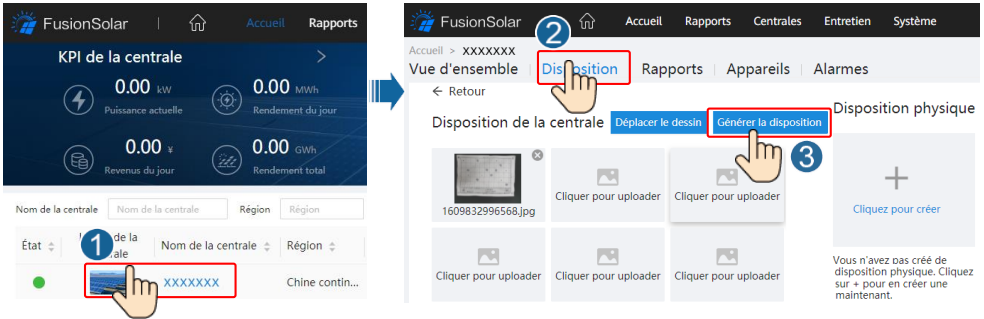 FusionSolar
Accueil Rapports
KPI de la centrale >
0.00 kW
Puissance actuelle
0.00 MWh
Rendement du jour
0.00 ¥
Revenus du jour
0.00 GWh
Rendement total
Nom de la centrale Nom de la centrale Région Région
État de la Nom de la centrale Région
1
XXXXXXX Chine contin...
FusionSolar Accueil Rapports Centrales Entretien Système
2
Accueil > XXXXXXX
Vue d'ensemble Disposition Rapports Appareils Alarmes
← Retour
Disposition de la centrale Déplacer le dessin Générer la disposition
3
1609832996568.jpg
Cliquer pour uploader
Cliquer pour uploader
Cliquer pour uploader
Cliquer pour uploader
Cliquer pour uploader
Disposition physique
+
Cliquez pour créer
Vous n'avez pas créé de
disposition physique. Cliquez
sur + pour en créer une
maintenant.